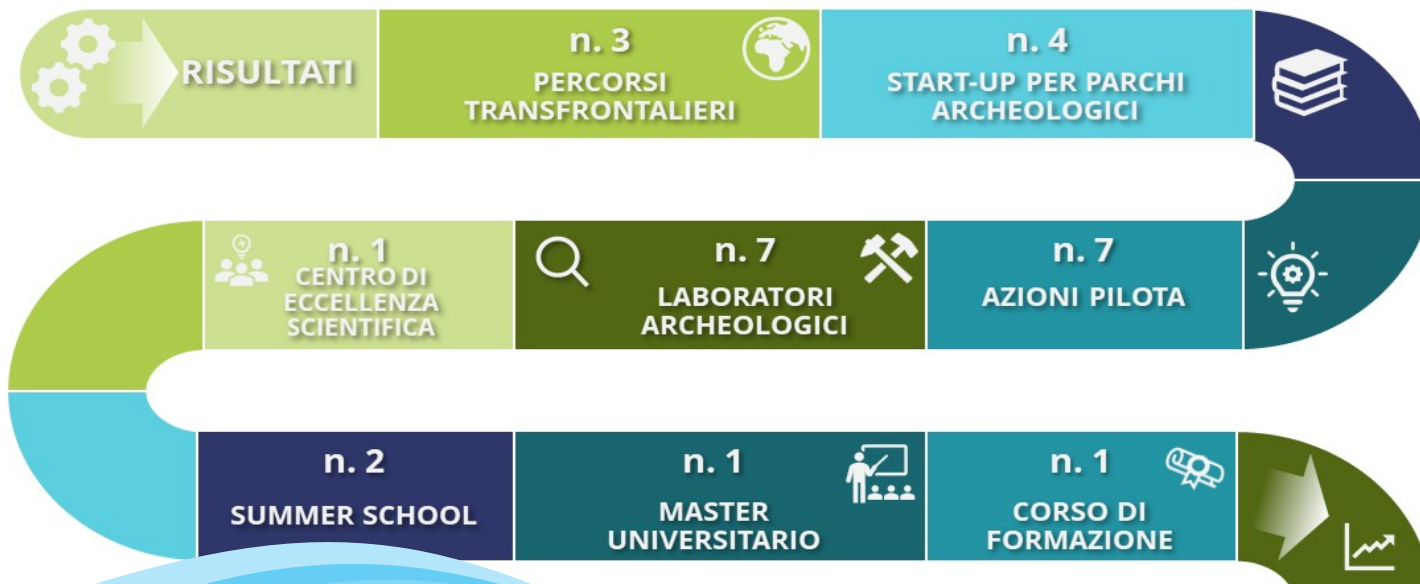 RISULTATI
n. 3
PERCORSI
TRANSFRONTALIERI
n. 4
START-UP PER PARCHI
ARCHEOLOGICI
n. 1
CENTRO DI
ECCELLENZA
SCIENTIFICA
n. 7
LABORATORI
ARCHEOLOGICI
n. 7
AZIONI PILOTA
n. 2
SUMMER SCHOOL
n. 1
MASTER
UNIVERSITARIO
n. 1
CORSO DI
FORMAZIONE